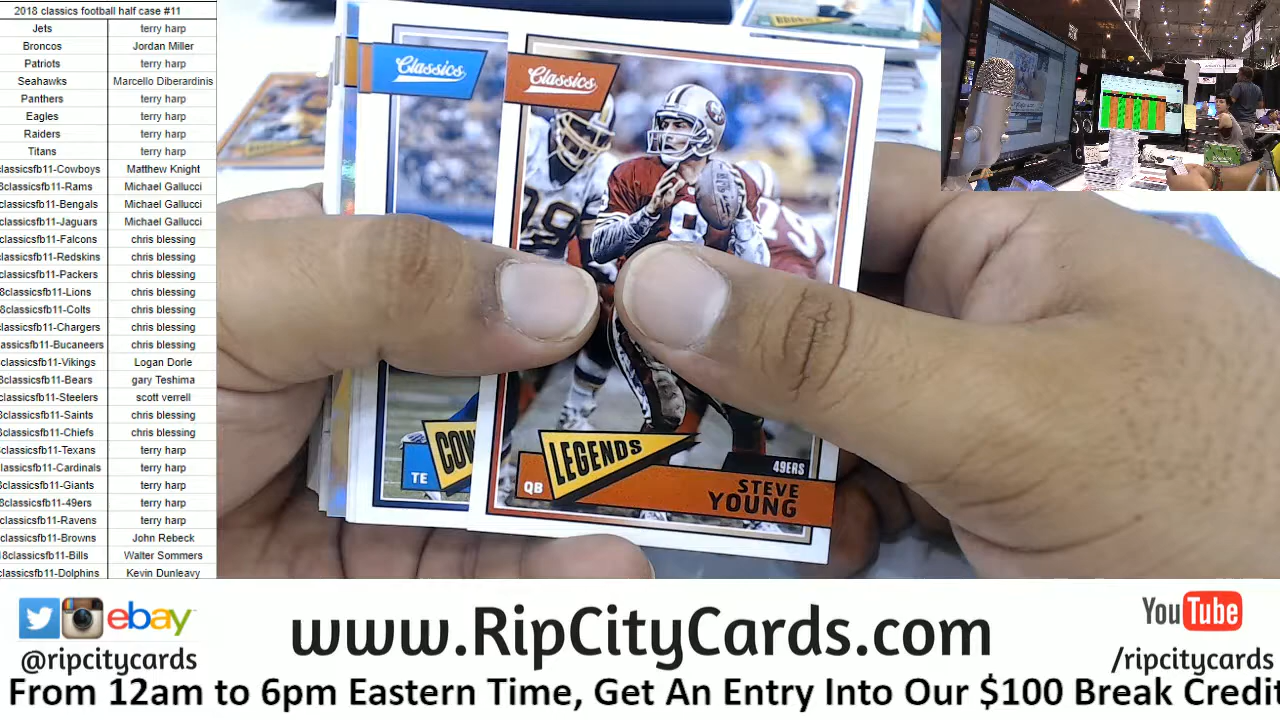 2018 classics football half case #11
Jets terry harp
Broncos Jordan Miller
Patriots terry harp
Seahawks Marcello Diberardinis
Panthers terry harp
Eagles terry harp
Raiders terry harp
Titans terry harp
classicsfb11-Cowboys Matthew Knight
8classicsfb11-Rams Michael Gallucci
classicsfb11-Bengals Michael Gallucci
classicsfb11-Jaguars Michael Gallucci
classicsfb11-Falcons chris blessing
classicsfb11-Redskins chris blessing
classicsfb11-Packers chris blessing
8classicsfb11-Lions chris blessing
8classicsfb11-Colts chris blessing
classicsfb11-Chargers chris blessing
assicsfb11-Bucaneers chris blessing
classicsfb11-Vikings Logan Dorle
8classicsfb11-Bears gary Teshima
classicsfb11-Steelers scott verrell
8classicsfb11-Saints chris blessing
8classicsfb11-Chiefs chris blessing
classicsfb11-Texans terry harp
classicsfb11-Cardinals terry harp
classicsfb11-Giants terry harp
8classicsfb11-49ers terry harp
classicsfb11-Ravens terry harp
classicsfb11-Browns John Rebeck
18classicsfb11-Bills Walter Sommers
classicsfb11-Dolphins Kevin Dunleavy
Classics
Classics
COW
TE
LEGENDS
49ERS
QB
STEVE
YOUNG
ebay
@ripcitycards
www.RipCityCards.com
YouTube
/ripcitycards
From 12am to 6pm Eastern Time, Get An Entry Into Our $100 Break Credit